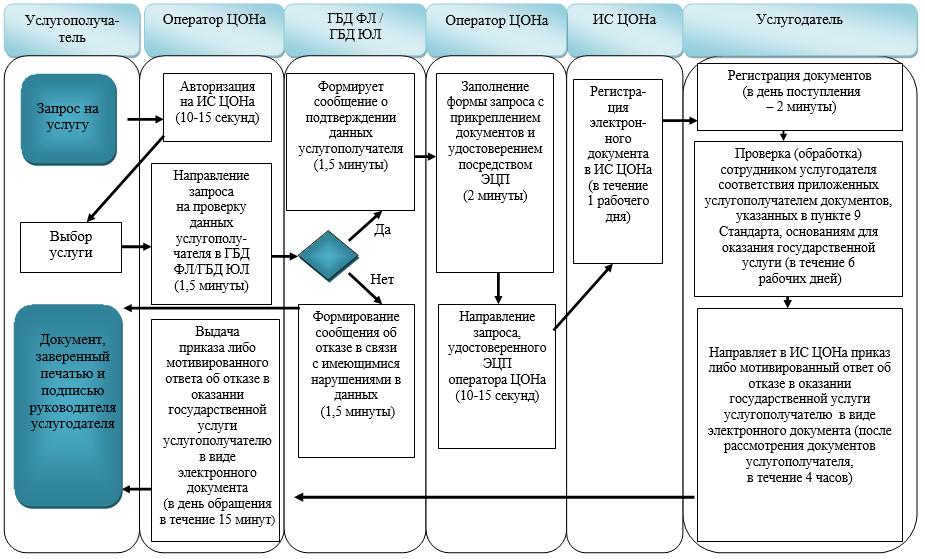 Услугополуча-
тель
Оператор ЦОНа
ГБД ФЛ /
ГБД ЮЛ
Оператор ЦОНа
ИС ЦОНа
Услугодатель
Запрос на
услугу
Выбор
услуги
Документ,
заверенный
печатью и
подписью
руководителя
услугодателя
Авторизация
на ИС ЦОНа
(10-15 секунд)
Направление
запроса
на проверку
данных
услугополу-
чателя в ГБД
ФЛ/ГБД ЮЛ
(1,5 минуты)
Выдача
приказа либо
мотивированного
ответа об отказе в
оказании
государственной
услуги
услугополучателю
в виде
электронного
документа
(в день обращения
в течение 15 минут)
Формирует
сообщение о
подтверждении
данных
услугополучателя
(1,5 минуты)
Да
Нет
Формирование
сообщения об
отказе в связи
с имеющимися
нарушениями в
данных
(1,5 минуты)
Заполнение
формы запроса с
прикреплением
документов и
удостоверением
посредством
ЭЦП
(2 минуты)
Направление
запроса,
удостоверенного
ЭЦП
оператора ЦОНа
(10-15 секунд)
Регистра-
ция
электрон-
ного
документа
в ИС ЦОНа
(в течение
1 рабочего
дня)
Регистрация документов
(в день поступления
– 2 минуты)
Проверка (обработка)
сотрудником услугодателя
соответствия приложенных
услугополучателем документов,
указанных в пункте 9
Стандарта, основаниям для
оказания государственной
услуги (в течение 6
рабочих дней)
Направляет в ИС ЦОНа приказ
либо мотивированный ответ об
отказе в оказании
государственной услуги
услугополучателю в виде
электронного документа (после
рассмотрения документов
услугополучателя,
в течение 4 часов)